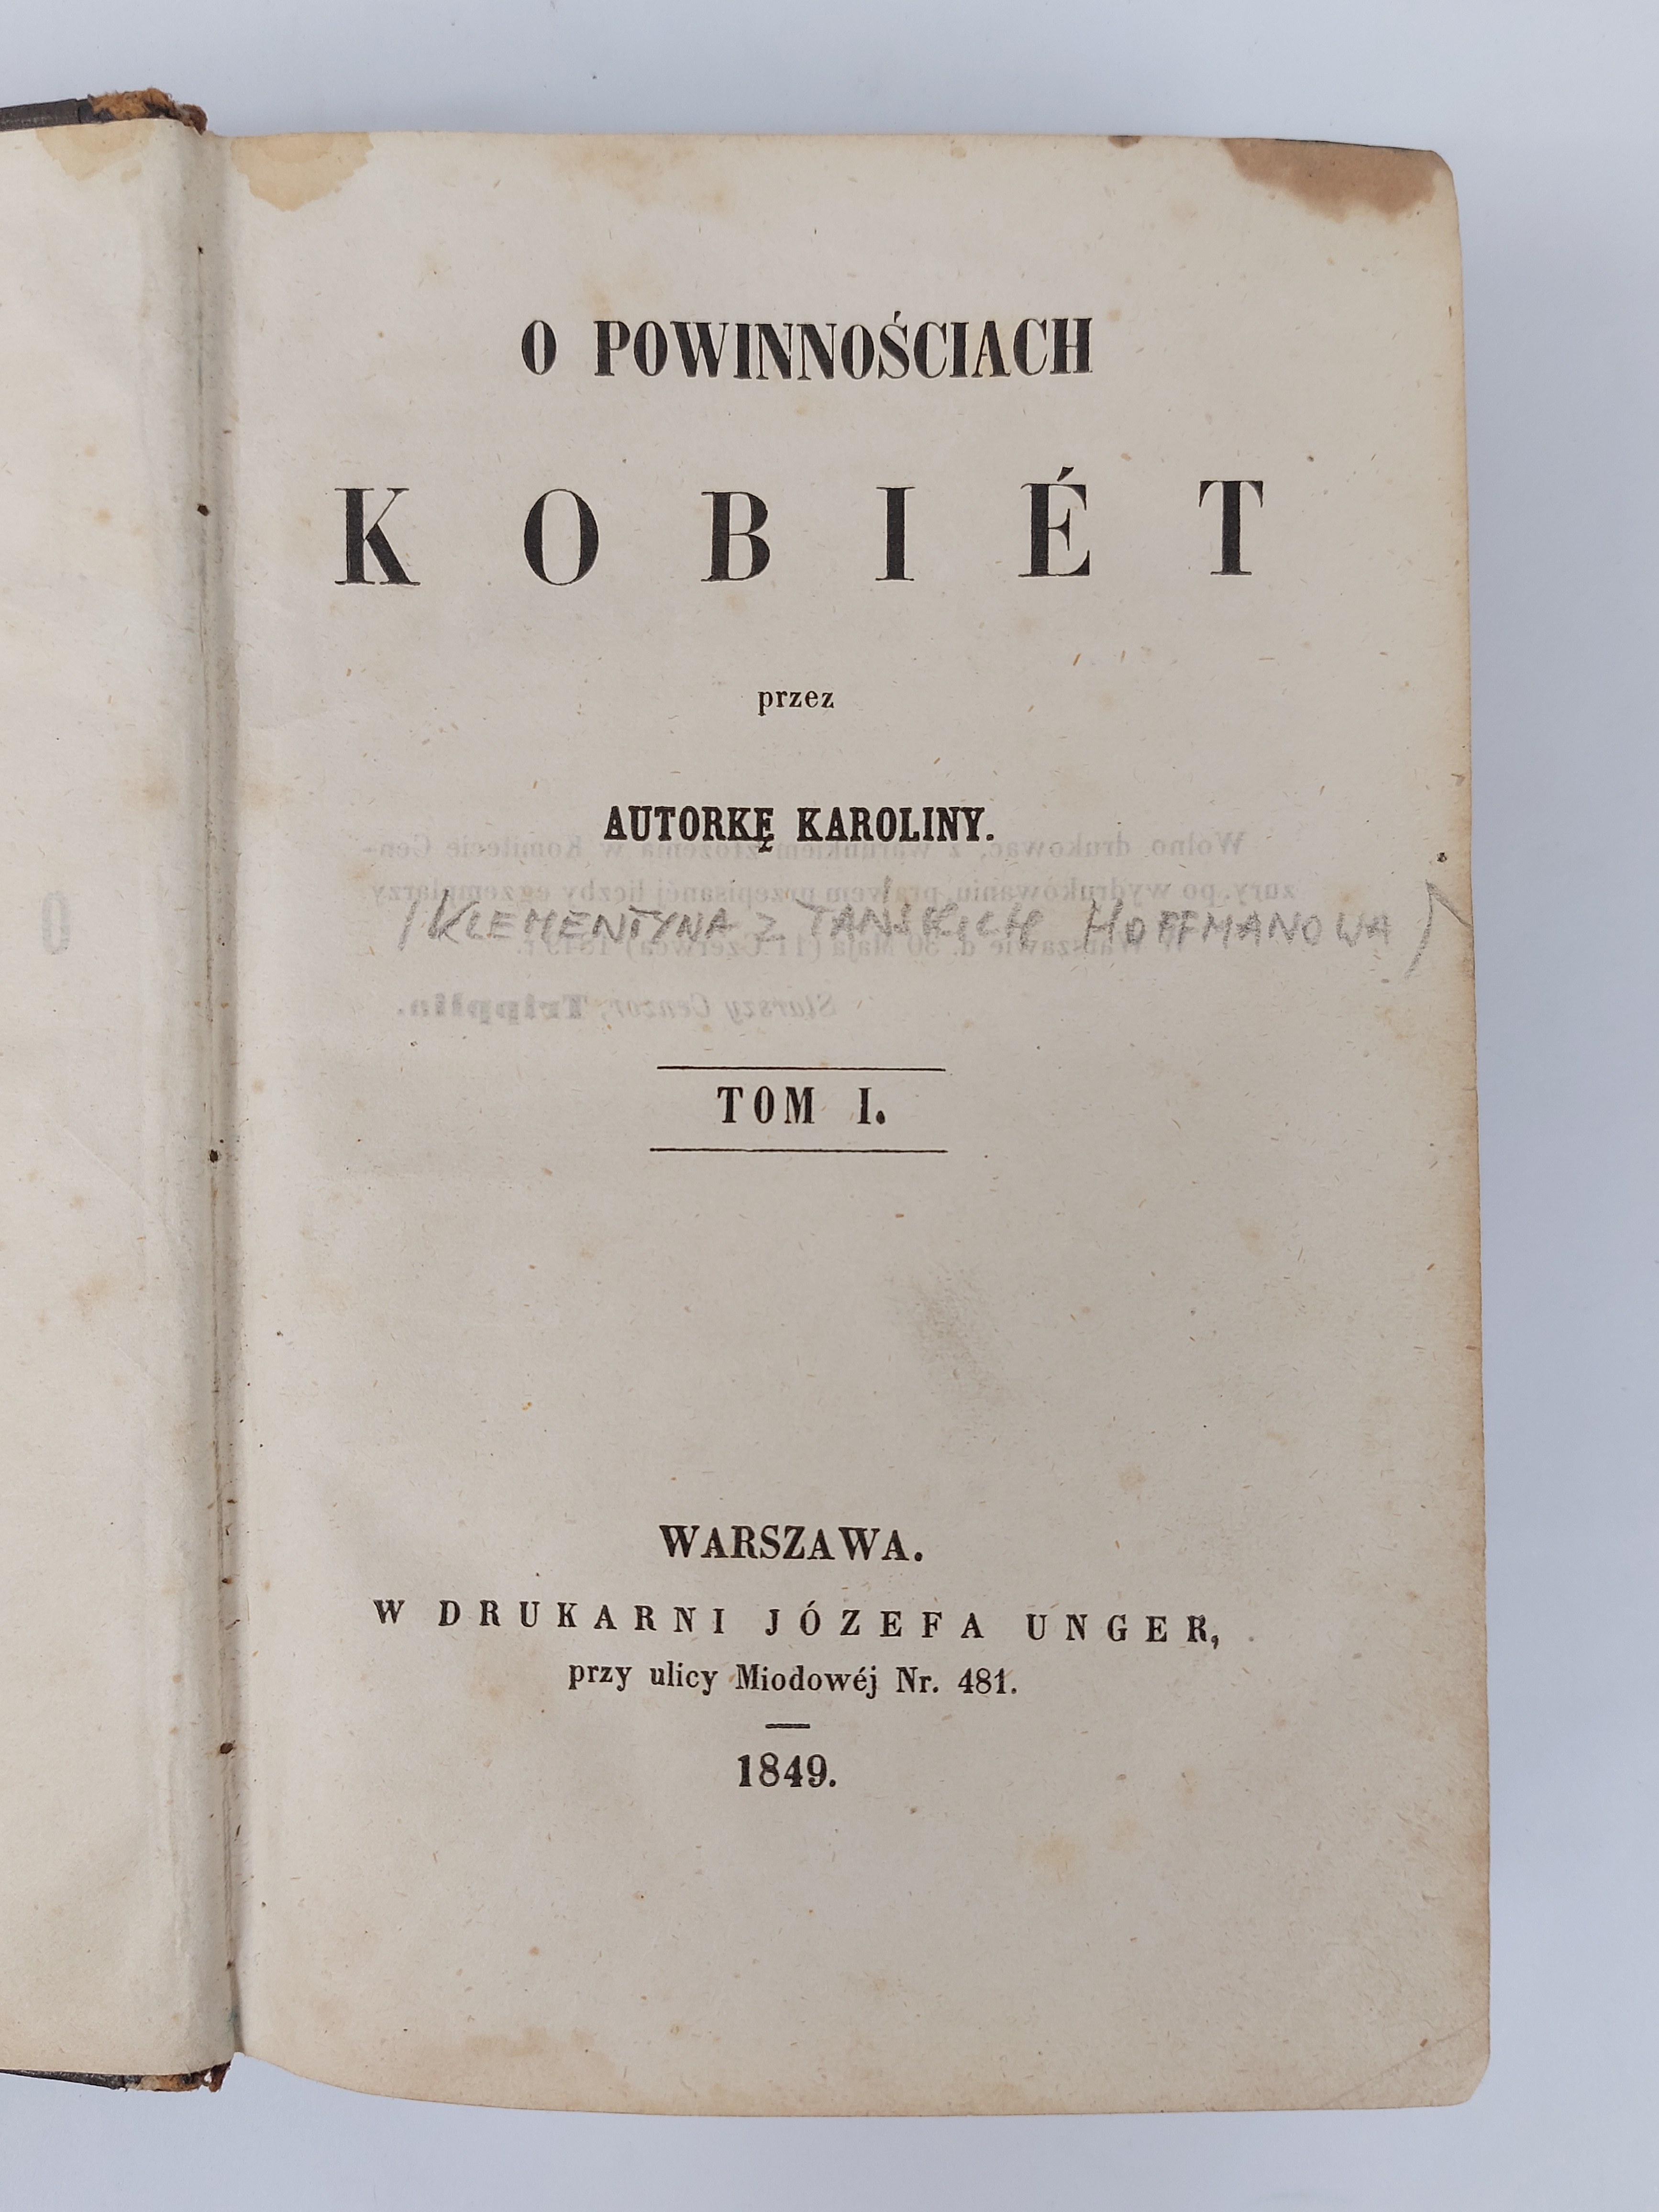 O POWINNOŚCIACH
KOBIÉT
przez
AUTORKĘ KAROLINY.
/KLEMENTYNA Z TAŃSKICH HOFFMANOWA/
TOM I.
WARSZAWA.
W DRUKARNI JÓZEFA UNGER,
przy ulicy Miodowéj Nr. 481.
1849.